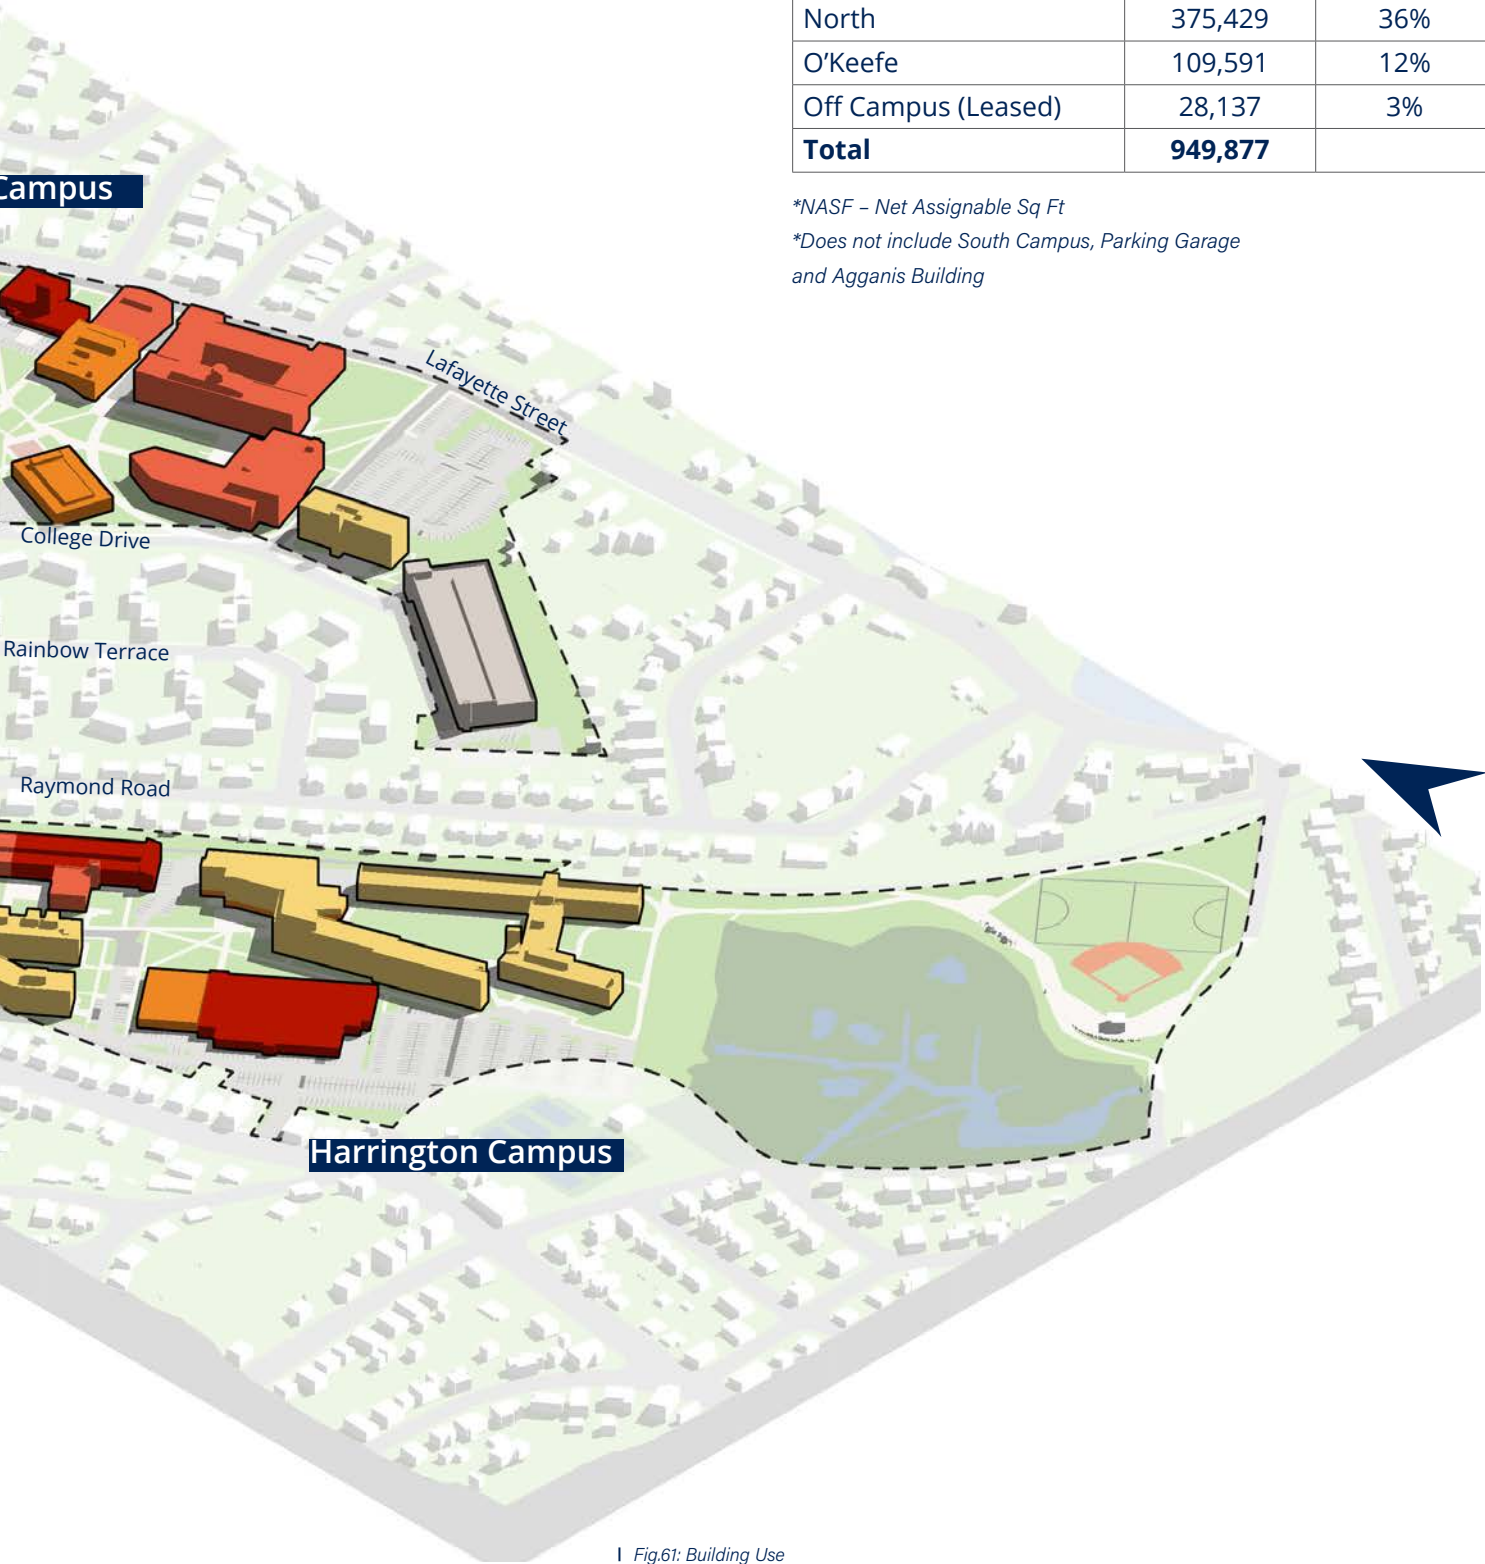 North 375,429 36%
O'Keefe 109,591 12%
Off Campus (Leased) 28,137 3%
Total 949,877
*NASF – Net Assignable Sq Ft
*Does not include South Campus, Parking Garage
and Agganis Building
Campus
Lafayette Street
College Drive
Rainbow Terrace
Raymond Road
Harrington Campus
Fig.61: Building Use